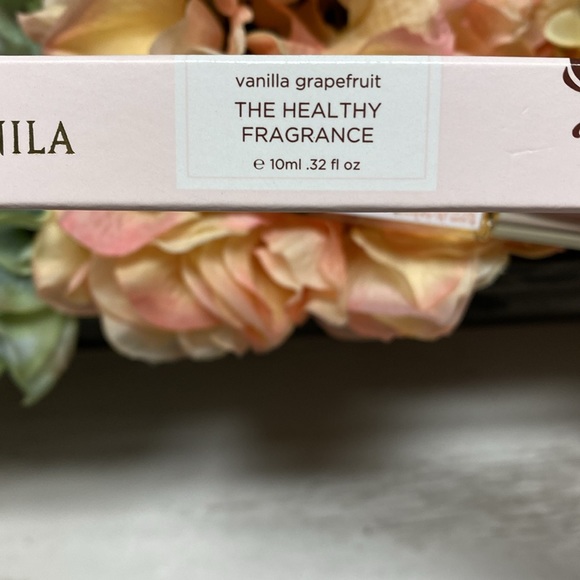 NILA
vanilla grapefruit
THE HEALTHY
FRAGRANCE
℮ 10ml .32 fl oz